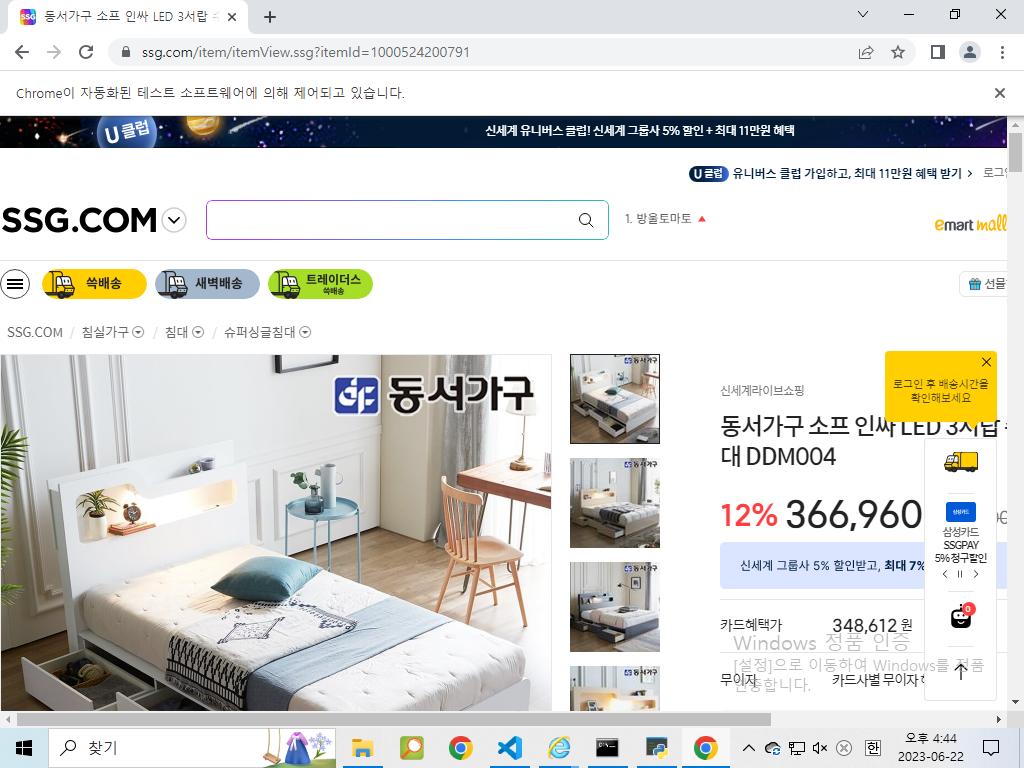 동서가구 소프 인싸 LED 3서랍
ssg.com/item/itemView.ssg?itemId=1000524200791
Chrome이 자동화된 테스트 소프트웨어에 의해 제어되고 있습니다.
U클럽
신세계 유니버스 클럽! 신세계 그룹사 5% 할인 + 최대 11만원 혜택
U 클럽 유니버스 클럽 가입하고, 최대 11만원 혜택 받기 >
SSG.COM
1. 방울토마토
emart mall
쓱배송
새벽배송
트레이더스
쓱배송
선물
SSG.COM / 침실가구 / 침대 / 슈퍼싱글침대
동서가구
로그인 후 배송시간을
확인해보세요
신세계라이브쇼핑
동서가구 소프 인싸 LED 3서랍
대 DDM004
12% 366,960
신세계 그룹사 5% 할인받고, 최대 7%
삼성카드
삼성카드
SSGPAY
5% 청구할인
0
카드혜택가 348,612 원
무이자 카드사별 무이자
Windows 정품 인증
[설정]으로 이동하여 Windows를 정품
인증합니다.
찾기
한
오후 4:44
2023-06-22